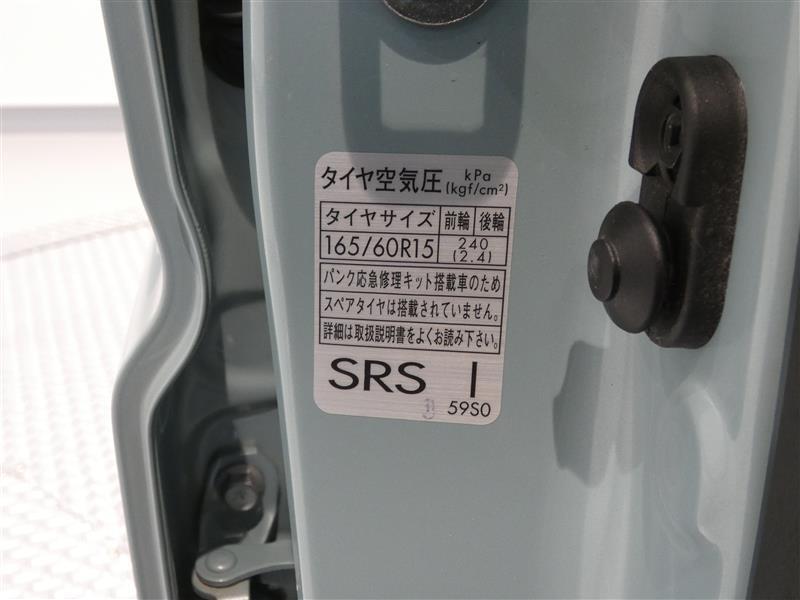 タイヤ空気圧 kPa (kgf/cm²)
タイヤサイズ 前輪 後輪
165/60R15 240 (2.4)
パンク応急修理キット搭載車のため
スペアタイヤは搭載されていません。
詳細は取扱説明書をよくお読み下さい。
SRS I
59S0